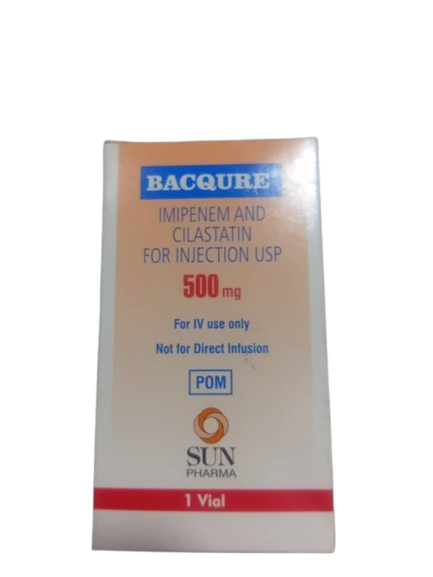 BACQURE
IMIPENEM AND
CILASTATIN
FOR INJECTION USP
500 mg
For IV use only
Not for Direct Infusion
POM
SUN
PHARMA
1 Vial